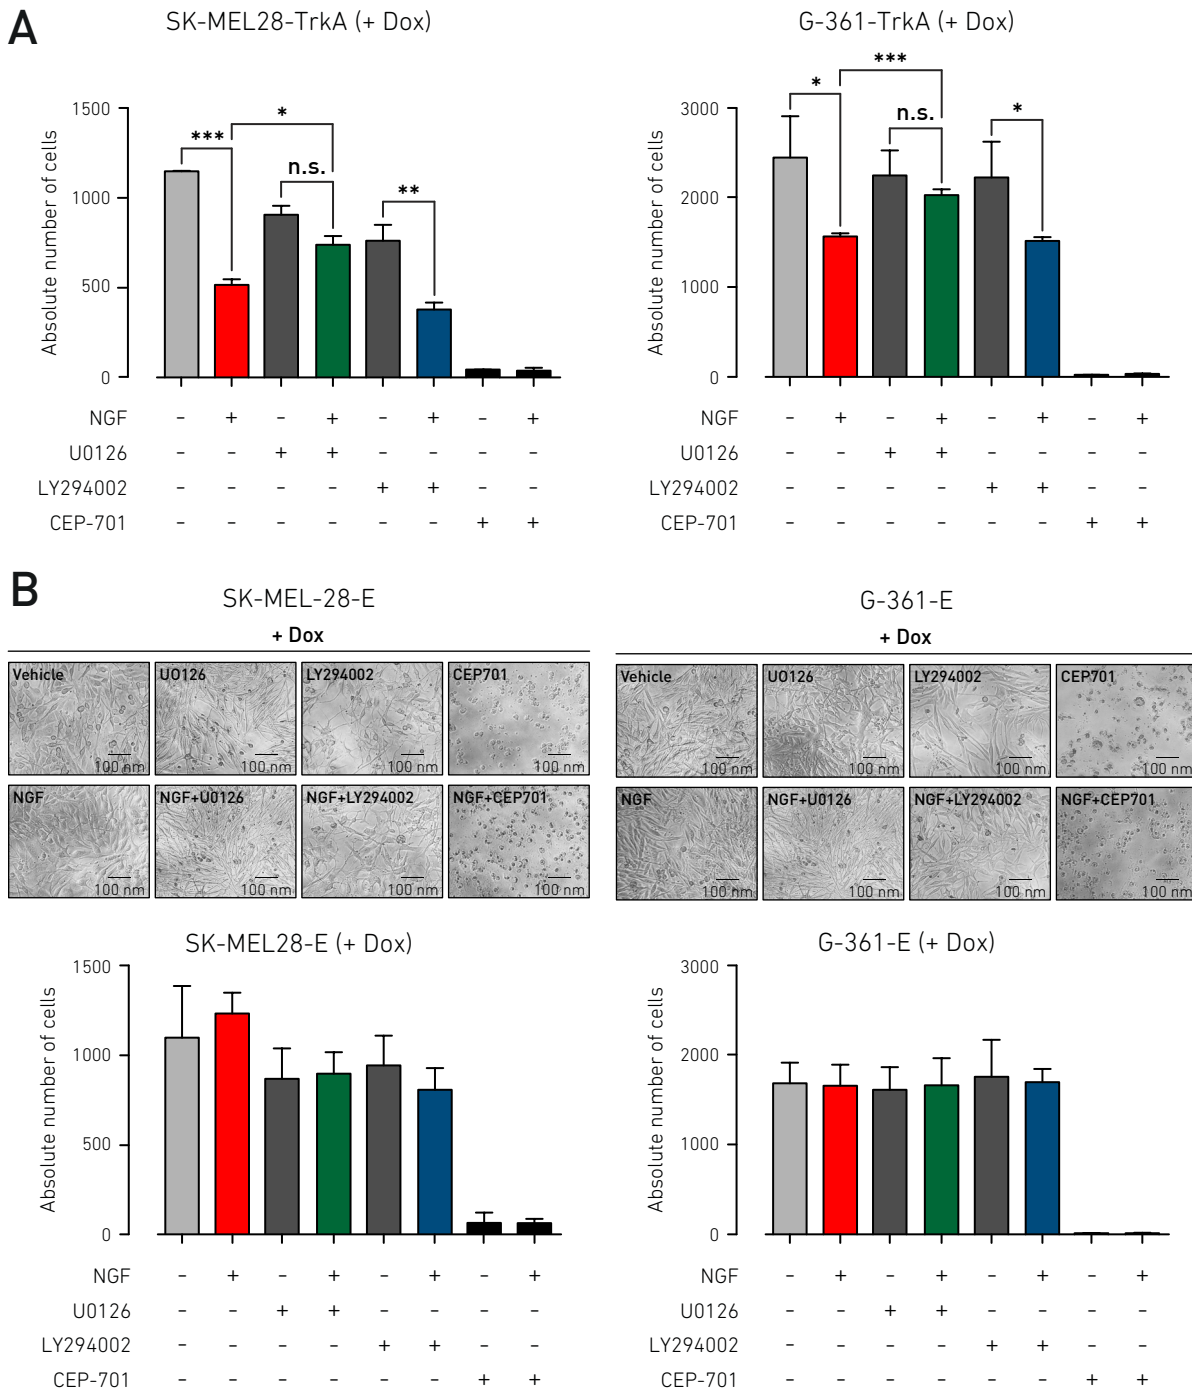 A
SK-MEL28-TrkA (+ Dox)
Absolute number of cells
1500
1000
500
0
***
*
n.s.
**
NGF - + - + - + - +
U0126 - - + + - - - -
LY294002 - - - - + + - -
CEP-701 - - - - - - + +
G-361-TrkA (+ Dox)
Absolute number of cells
3000
2000
1000
0
*
***
n.s.
*
NGF - + - + - + - +
U0126 - - + + - - - -
LY294002 - - - - + + - -
CEP-701 - - - - - - + +
B
SK-MEL-28-E
+ Dox
Vehicle UO126 LY294002 CEP701
100 nm 100 nm 100 nm 100 nm
NGF NGF+U0126 NGF+LY294002 NGF+CEP701
100 nm 100 nm 100 nm 100 nm
G-361-E
+ Dox
Vehicle UO126 LY294002 CEP701
100 nm 100 nm 100 nm 100 nm
NGF NGF+U0126 NGF+LY294002 NGF+CEP701
100 nm 100 nm 100 nm 100 nm
SK-MEL28-E (+ Dox)
Absolute number of cells
1500
1000
500
0
NGF - + - + - + - +
U0126 - - + + - - - -
LY294002 - - - - + + - -
CEP-701 - - - - - - + +
G-361-E (+ Dox)
Absolute number of cells
3000
2000
1000
0
NGF - + - + - + - +
U0126 - - + + - - - -
LY294002 - - - - + + - -
CEP-701 - - - - - - + +